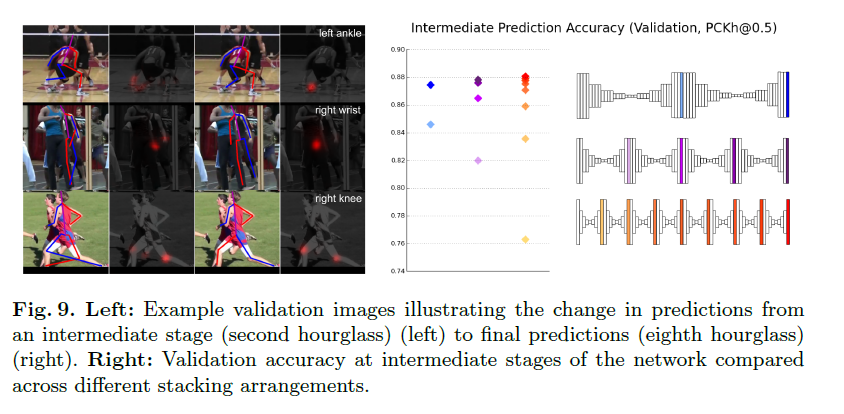 left ankle
right wrist
right knee
Intermediate Prediction Accuracy (Validation, PCKh@0.5)
0.90
0.88
0.86
0.84
0.82
0.80
0.78
0.76
0.74
Fig. 9. Left: Example validation images illustrating the change in predictions from
an intermediate stage (second hourglass) (left) to final predictions (eighth hourglass)
(right). Right: Validation accuracy at intermediate stages of the network compared
across different stacking arrangements.